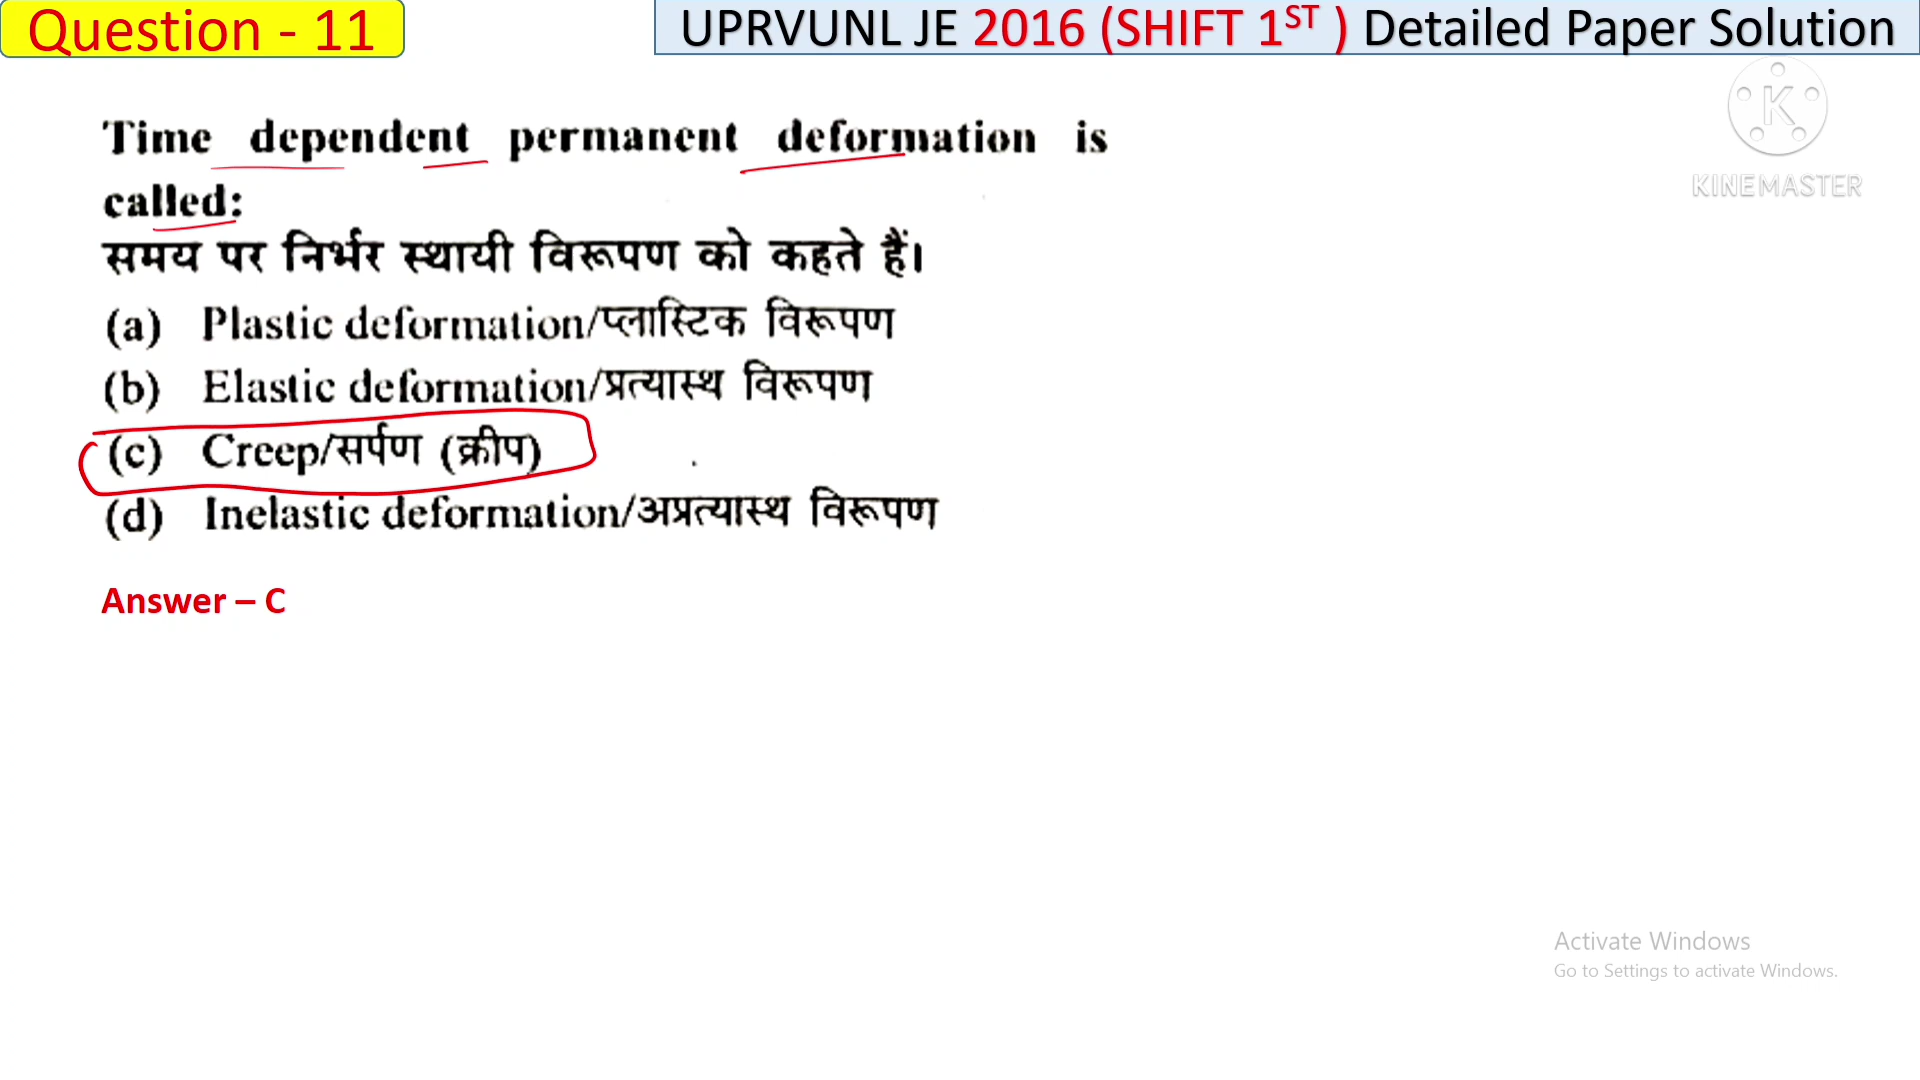 Question - 11
UPRVUNL JE 2016 (SHIFT 1ST ) Detailed Paper Solution
K
KINEMASTER
Time dependent permanent deformation is
called:
समय पर निर्भर स्थायी विरूपण को कहते हैं।
(a) Plastic deformation/प्लास्टिक विरूपण
(b) Elastic deformation/प्रत्यास्थ विरूपण
(c) Creep/सर्पण (क्रीप)
(d) Inelastic deformation/अप्रत्यास्थ विरूपण
Answer – C
Activate Windows
Go to Settings to activate Windows.